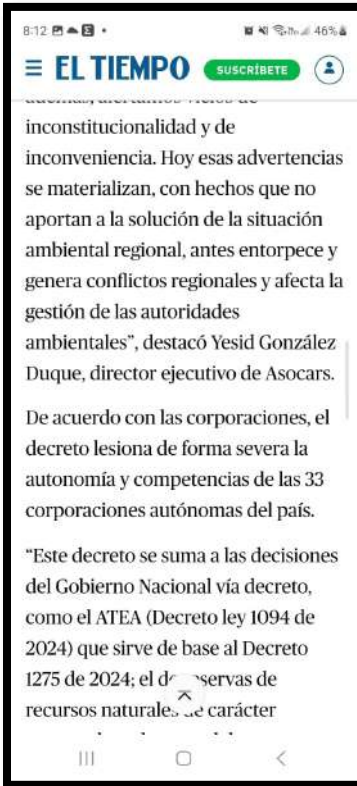 8:12
46%
EL TIEMPO
SUSCRÍBETE
inconstitucionalidad y de
inconveniencia. Hoy esas advertencias
se materializan, con hechos que no
aportan a la solución de la situación
ambiental regional, antes entorpece y
genera conflictos regionales y afecta la
gestión de las autoridades
ambientales”, destacó Yesid González
Duque, director ejecutivo de Asocars.
De acuerdo con las corporaciones, el
decreto lesiona de forma severa la
autonomía y competencias de las 33
corporaciones autónomas del país.
“Este decreto se suma a las decisiones
del Gobierno Nacional vía decreto,
como el ATEA (Decreto ley 1094 de
2024) que sirve de base al Decreto
1275 de 2024; el de
recursos naturales de carácter